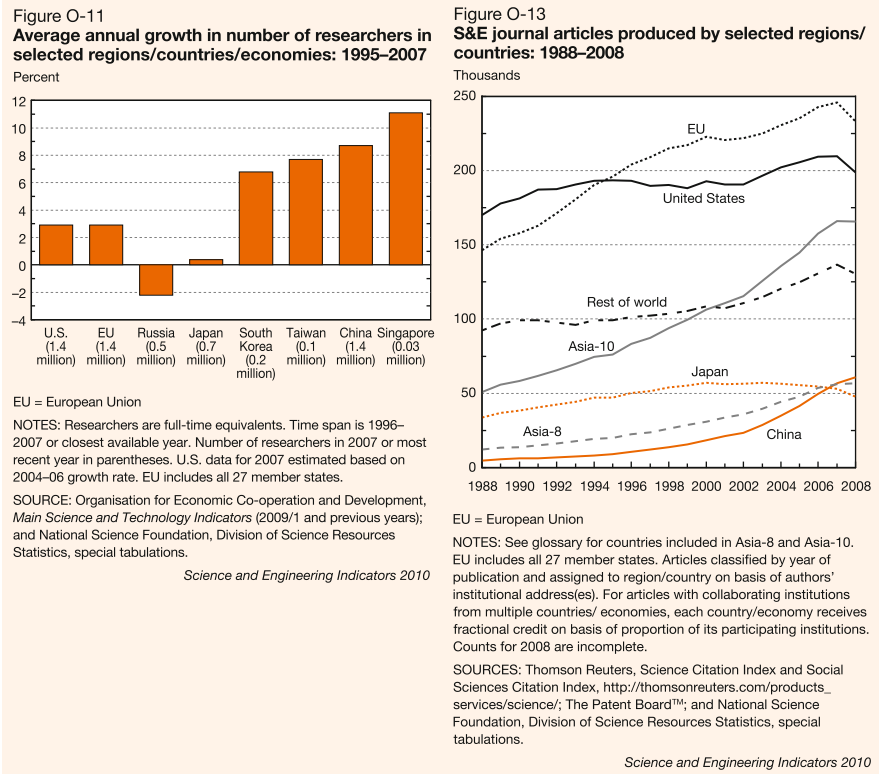 Figure O-11
Average annual growth in number of researchers in
selected regions/countries/economies: 1995–2007
Percent
12
10
8
6
4
2
0
–2
–4
U.S.
(1.4
million)
EU
(1.4
million)
Russia
(0.5
million)
Japan
(0.7
million)
South
Korea
(0.2
million)
Taiwan
(0.1
million)
China
(1.4
million)
Singapore
(0.03
million)
EU = European Union
NOTES: Researchers are full-time equivalents. Time span is 1996–
2007 or closest available year. Number of researchers in 2007 or most
recent year in parentheses. U.S. data for 2007 estimated based on
2004–06 growth rate. EU includes all 27 member states.
SOURCE: Organisation for Economic Co-operation and Development,
Main Science and Technology Indicators (2009/1 and previous years);
and National Science Foundation, Division of Science Resources
Statistics, special tabulations.
Science and Engineering Indicators 2010
Figure O-13
S&E journal articles produced by selected regions/
countries: 1988–2008
Thousands
250
200
150
100
50
0
EU
United States
Rest of world
Asia-10
Japan
Asia-8
China
1988 1990 1992 1994 1996 1998 2000 2002 2004 2006 2008
EU = European Union
NOTES: See glossary for countries included in Asia-8 and Asia-10.
EU includes all 27 member states. Articles classified by year of
publication and assigned to region/country on basis of authors'
institutional address(es). For articles with collaborating institutions
from multiple countries/ economies, each country/economy receives
fractional credit on basis of proportion of its participating institutions.
Counts for 2008 are incomplete.
SOURCES: Thomson Reuters, Science Citation Index and Social
Sciences Citation Index, http://thomsonreuters.com/products_
services/science/; The Patent Board™; and National Science
Foundation, Division of Science Resources Statistics, special
tabulations.
Science and Engineering Indicators 2010